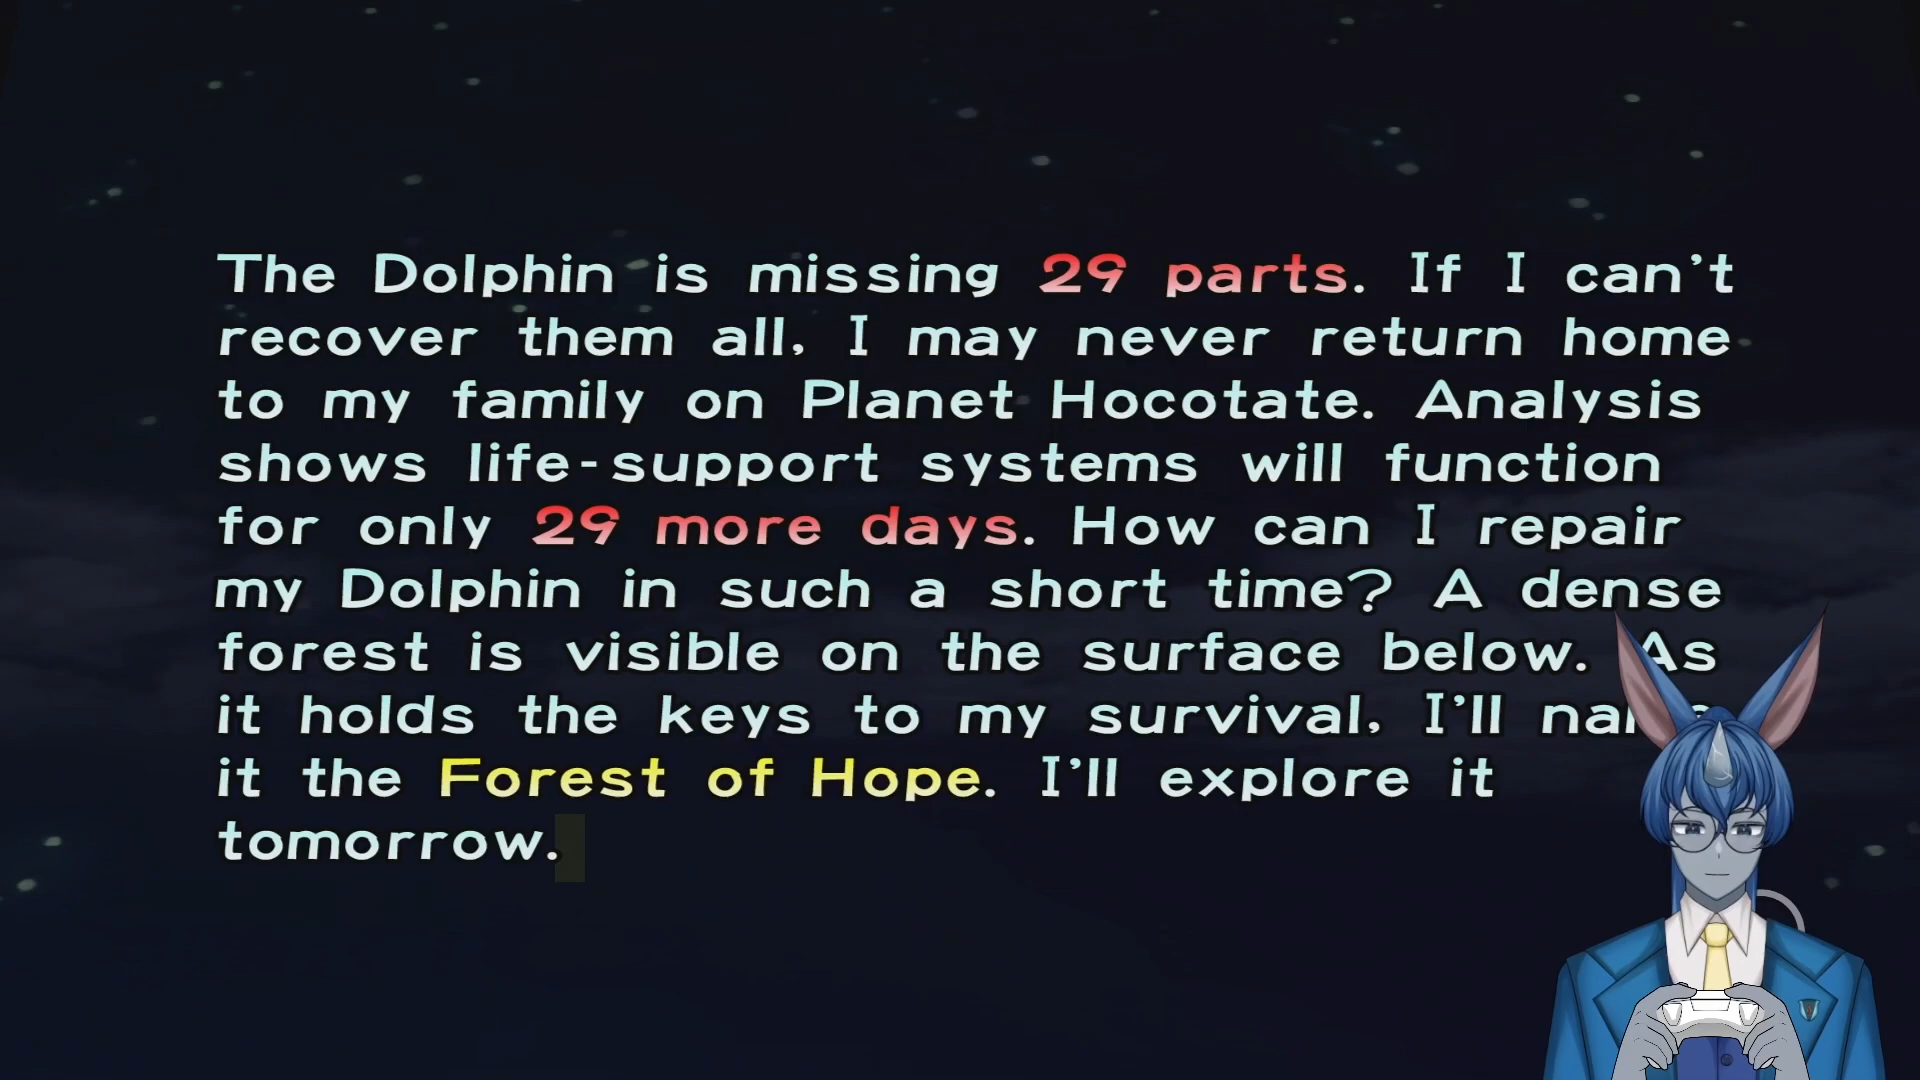 The Dolphin is missing 29 parts. If I can't
recover them all, I may never return home
to my family on Planet Hocotate. Analysis
shows life-support systems will function
for only 29 more days. How can I repair
my Dolphin in such a short time? A dense
forest is visible on the surface below. As
it holds the keys to my survival, I'll name
it the Forest of Hope. I'll explore it
tomorrow.